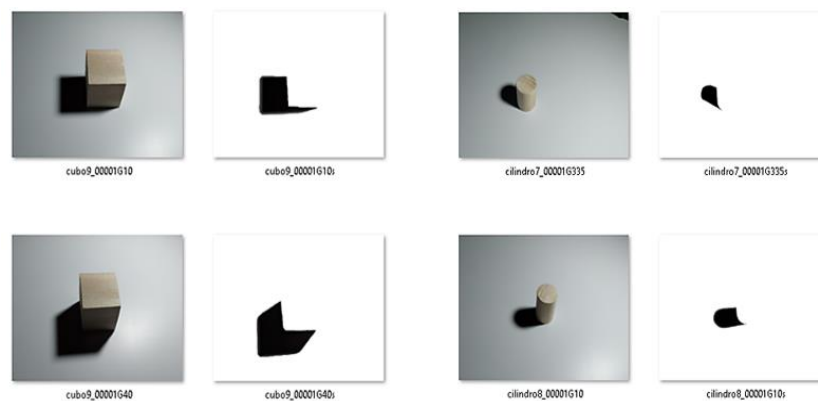 cubo9_00001G10
cubo9_00001G10s
cilindro7_00001G335
cilindro7_00001G335s
cubo9_00001G40
cubo9_00001G40s
cilindro8_00001G10
cilindro8_00001G10s